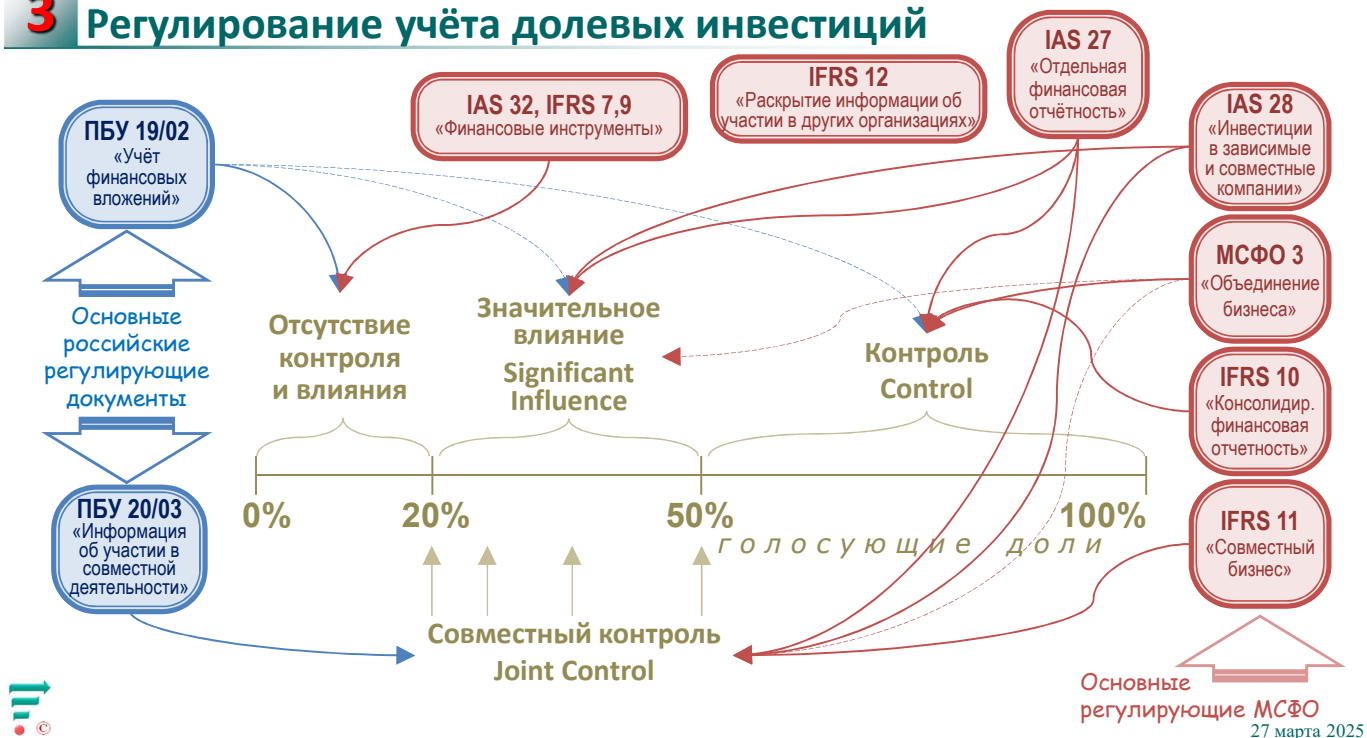 3 Регулирование учёта долевых инвестиций
ПБУ 19/02
«Учёт
финансовых
вложений»
IAS 32, IFRS 7,9
«Финансовые инструменты»
IFRS 12
«Раскрытие информации об
участии в других организациях»
IAS 27
«Отдельная
финансовая
отчётность»
IAS 28
«Инвестиции
в зависимые
и совместные
компании»
МСФО 3
«Объединение
бизнеса»
IFRS 10
«Консолидир.
финансовая
отчетность»
IFRS 11
«Совместный
бизнес»
Основные
российские
регулирующие
документы
ПБУ 20/03
«Информация
об участии в
совместной
деятельности»
Отсутствие
контроля
и влияния
Значительное
влияние
Significant
Influence
Контроль
Control
0% 20% 50% 100%
голосующие доли
Совместный контроль
Joint Control
Основные
регулирующие МСФО
27 марта 2025
©